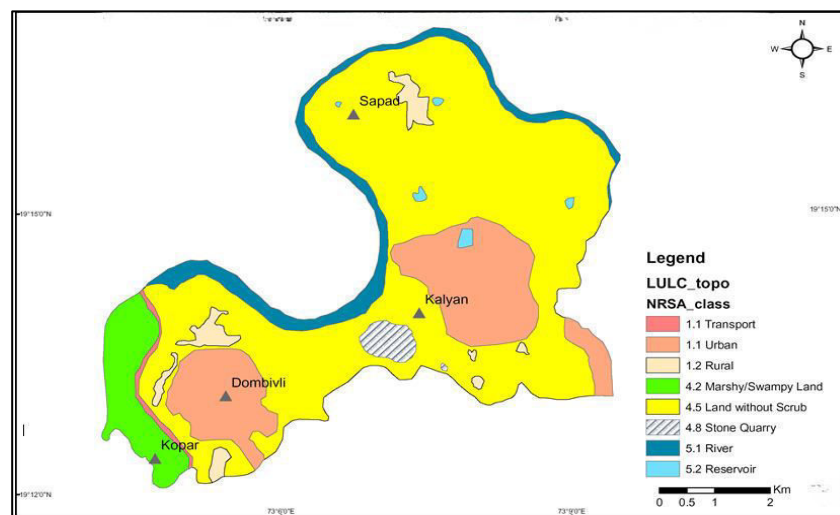 N
W E
S
Sapad
19°15'0"N
19°15'0"N
Kalyan
Dombivli
Kopar
19°12'0"N
73°6'0"E
73°9'0"E
Legend
LULC_topo
NRSA_class
1.1 Transport
1.1 Urban
1.2 Rural
4.2 Marshy/Swampy Land
4.5 Land without Scrub
4.8 Stone Quarry
5.1 River
5.2 Reservoir
Km
0 0.5 1 2